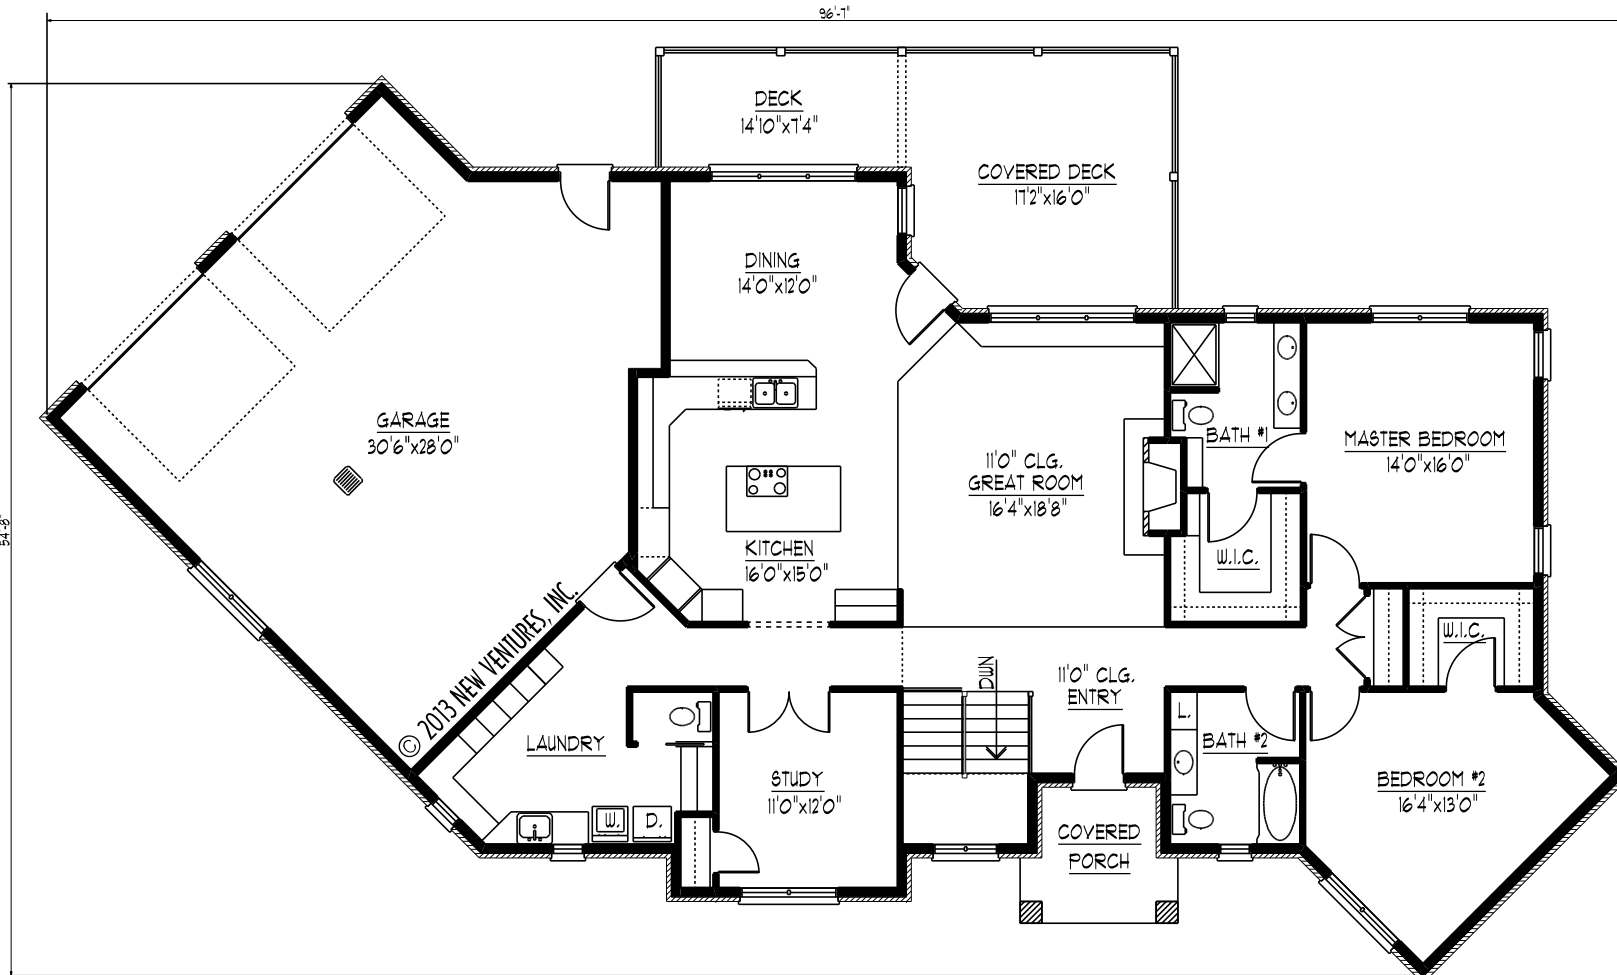 96'-7"
DECK
14'10"x7'4"
COVERED DECK
17'2"x16'0"
DINING
14'0"x12'0"
GARAGE
30'6"x28'0"
BATH #1
MASTER BEDROOM
14'0"x16'0"
11'0" CLG.
GREAT ROOM
16'4"x18'8"
54'-8"
KITCHEN
16'0"x15'0"
W.I.C.
W.I.C.
© 2013 NEW VENTURES, INC.
DWN
11'0" CLG.
ENTRY
L.
LAUNDRY
BATH #2
STUDY
11'0"x12'0"
BEDROOM #2
16'4"x13'0"
W.
D.
COVERED
PORCH